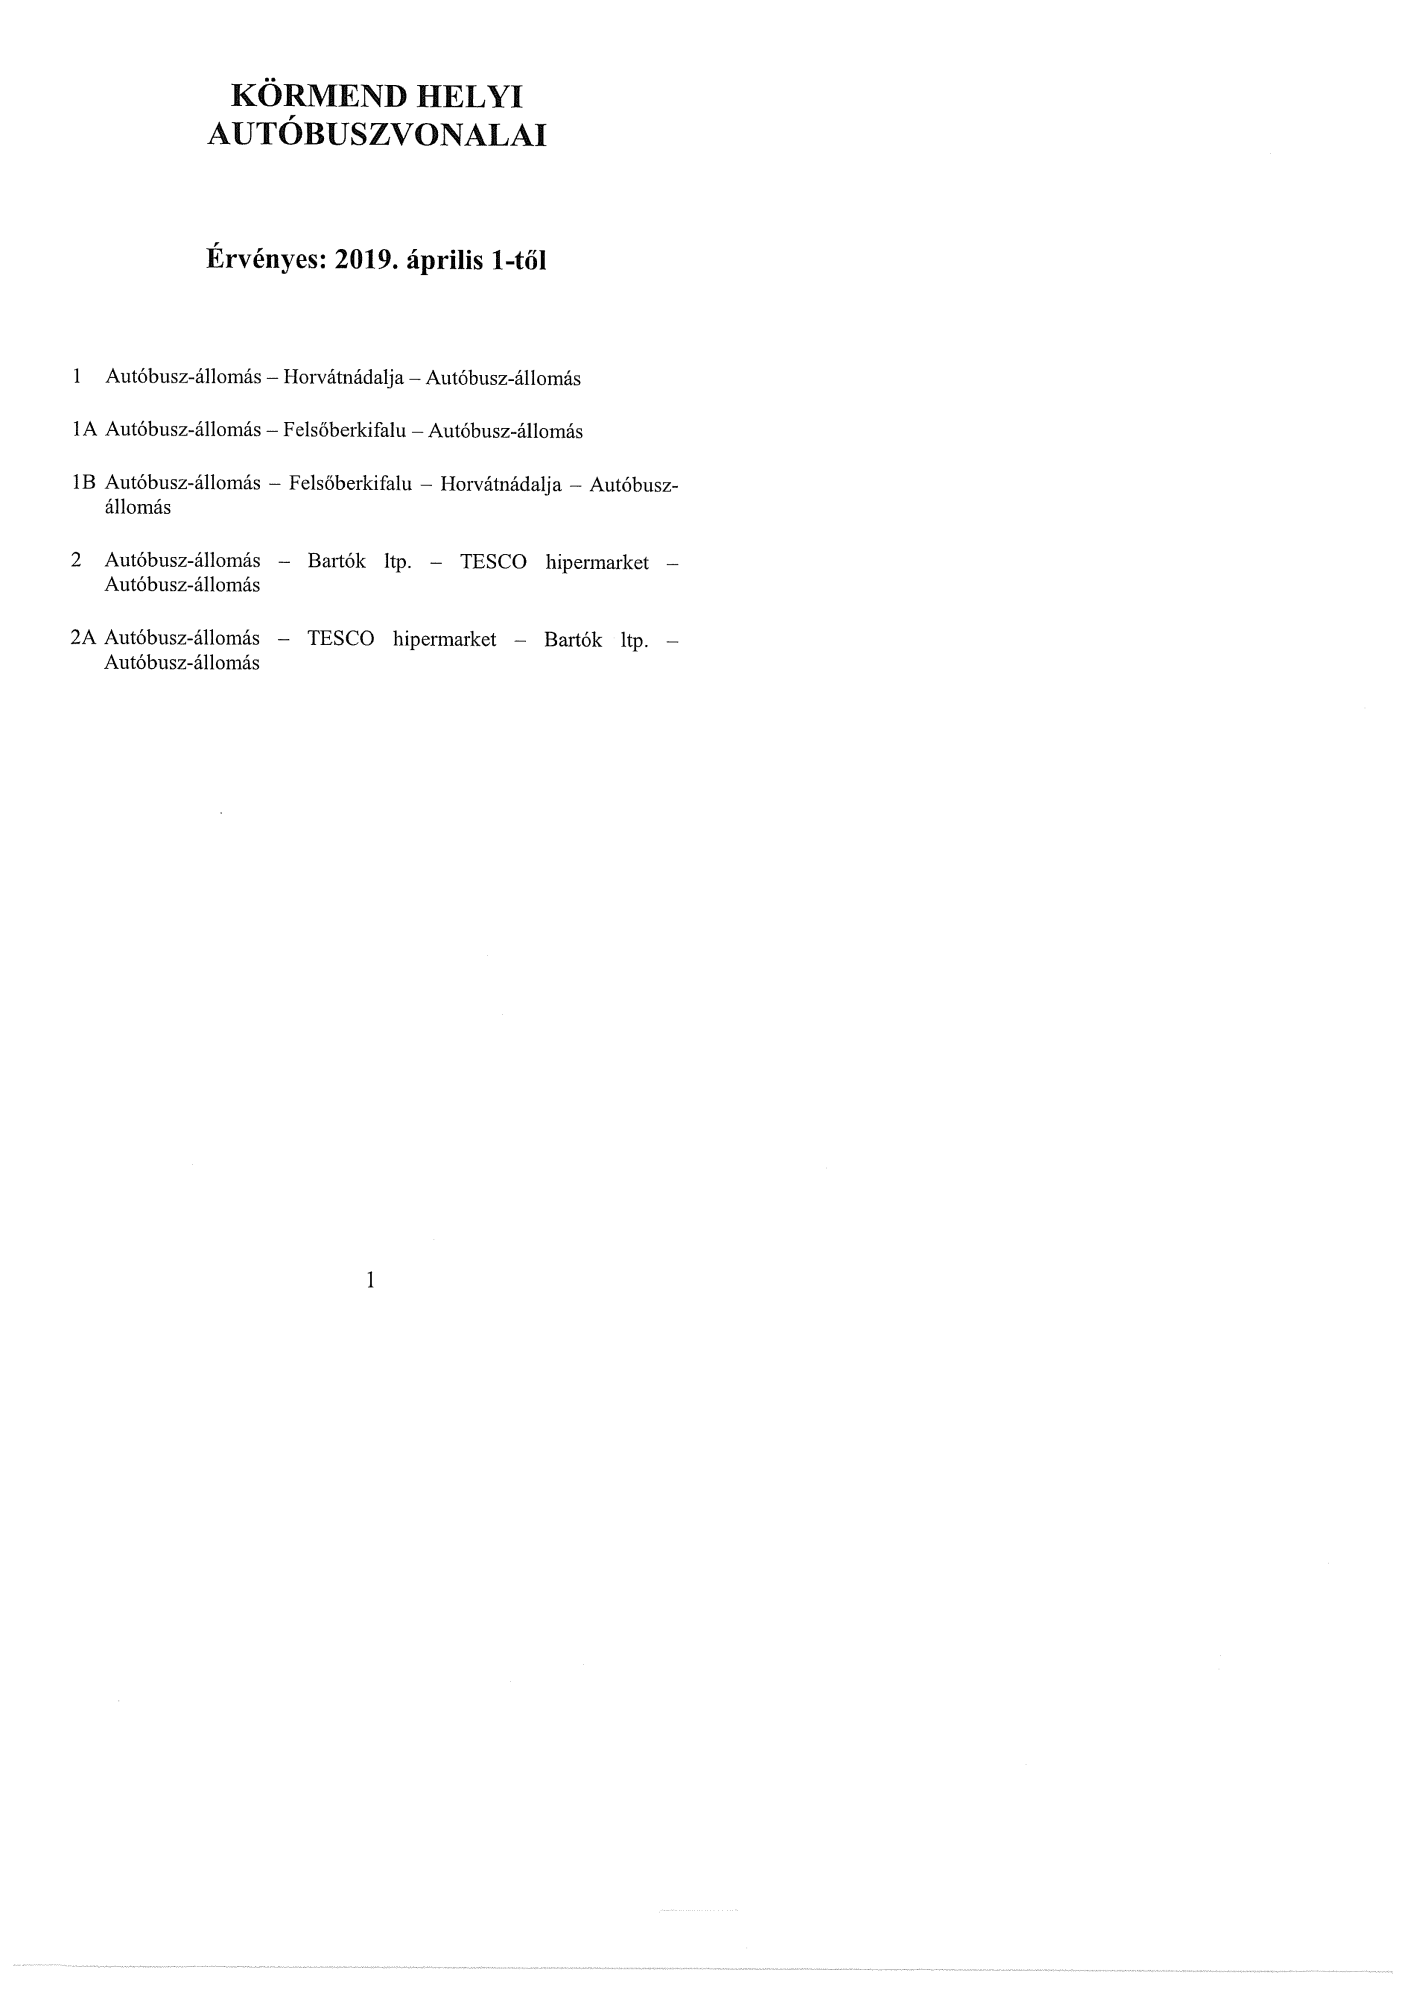 KÖRMEND HELYI
AUTÓBUSZVONALAI
Érvényes: 2019. április 1-től
1 Autóbusz-állomás – Horvátnádalja – Autóbusz-állomás
1A Autóbusz-állomás – Felsőberkifalu – Autóbusz-állomás
1B Autóbusz-állomás – Felsőberkifalu – Horvátnádalja – Autóbusz-
állomás
2 Autóbusz-állomás – Bartók ltp. – TESCO hipermarket –
Autóbusz-állomás
2A Autóbusz-állomás – TESCO hipermarket – Bartók ltp. –
Autóbusz-állomás
1